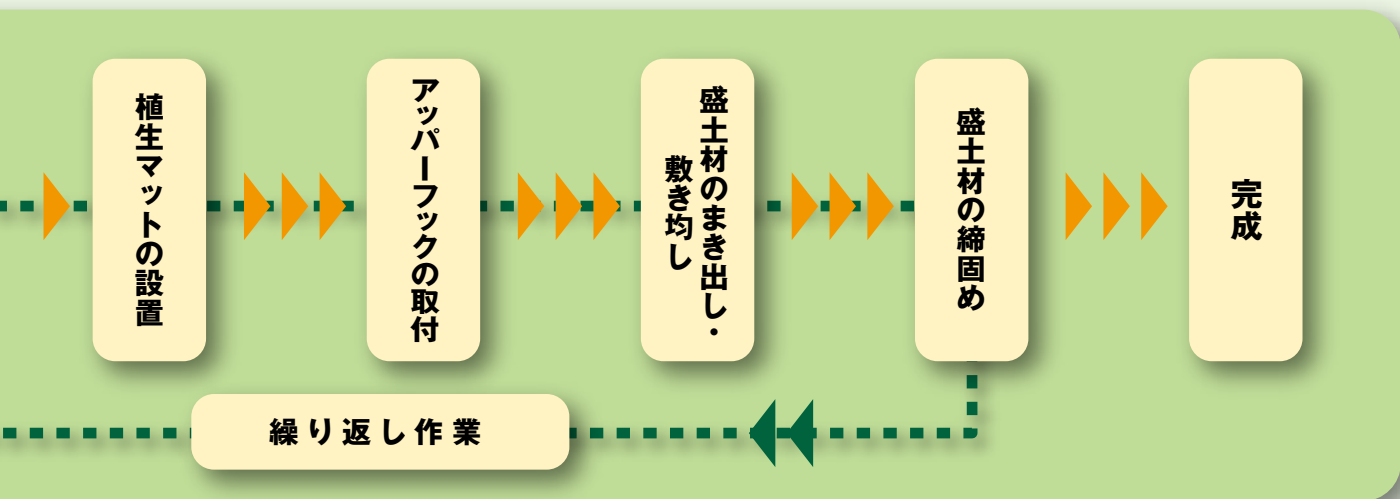 植生マットの設置
アッパーフックの取付
盛土材のまき出し・
敷き均し
盛土材の締固め
完成
繰り返し作業